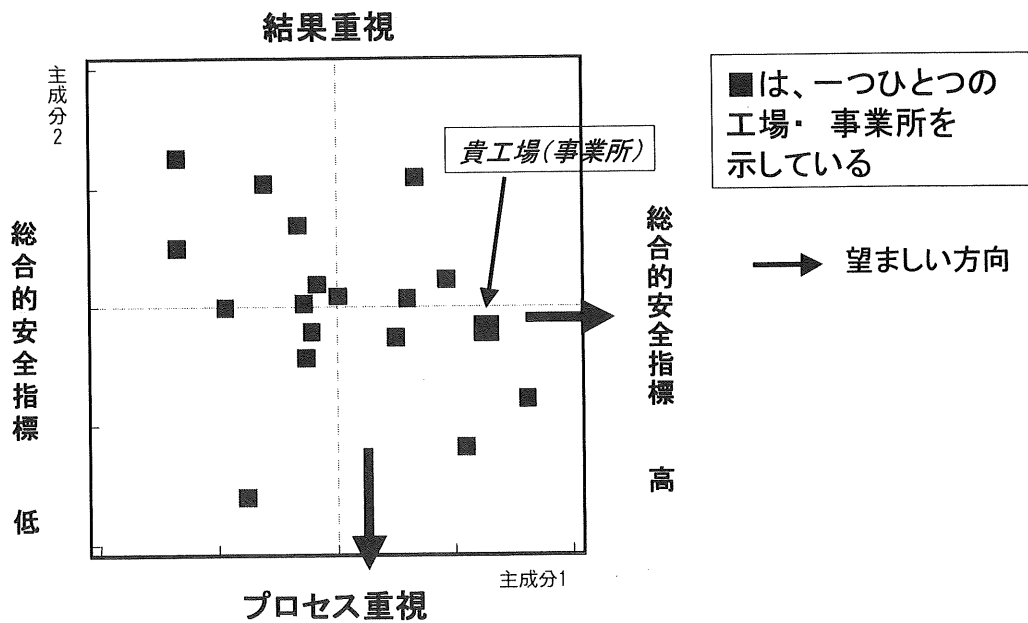 結果重視
主成分2
■は、一つひとつの
工場・ 事業所を
示している
貴工場(事業所)
総合的安全指標 低
総合的安全指標 高
望ましい方向
主成分1
プロセス重視